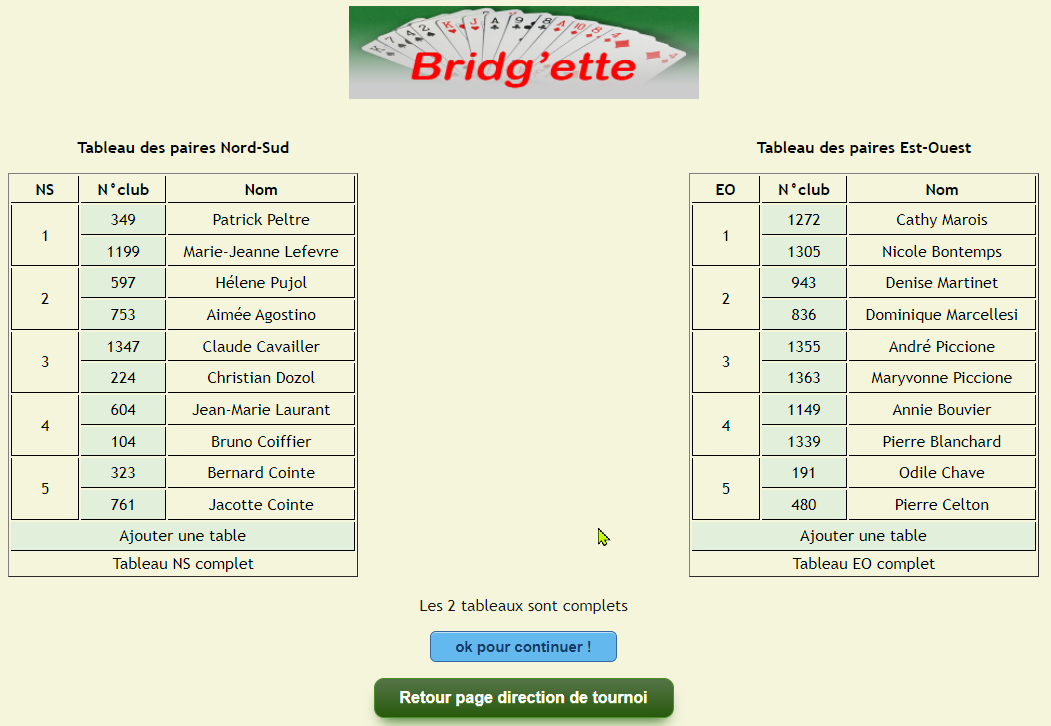 Bridg'ette
Tableau des paires Nord-Sud
NS N°club Nom
1 349 Patrick Peltre
1199 Marie-Jeanne Lefevre
2 597 Hélene Pujol
753 Aimée Agostino
3 1347 Claude Cavailler
224 Christian Dozol
4 604 Jean-Marie Laurant
104 Bruno Coiffier
5 323 Bernard Cointe
761 Jacotte Cointe
Ajouter une table
Tableau NS complet
Tableau des paires Est-Ouest
EO N°club Nom
1 1272 Cathy Marois
1305 Nicole Bontemps
2 943 Denise Martinet
836 Dominique Marcellesi
3 1355 André Piccione
1363 Maryvonne Piccione
4 1149 Annie Bouvier
1339 Pierre Blanchard
5 191 Odile Chave
480 Pierre Celton
Ajouter une table
Tableau EO complet
Les 2 tableaux sont complets
ok pour continuer !
Retour page direction de tournoi